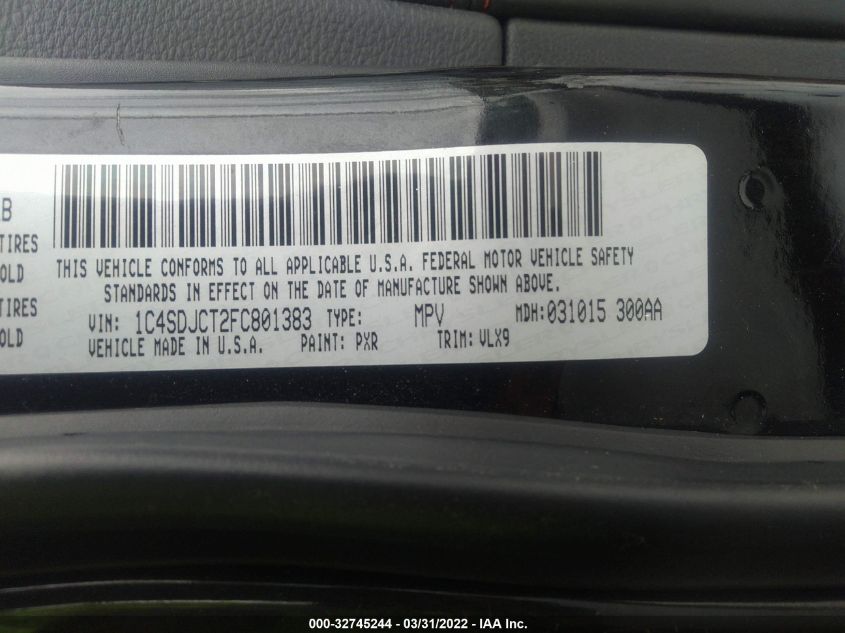 LB
TIRES
THIS VEHICLE CONFORMS TO ALL APPLICABLE U.S.A. FEDERAL MOTOR VEHICLE SAFETY
OLD
STANDARDS IN EFFECT ON THE DATE OF MANUFACTURE SHOWN ABOVE.
TIRES
VIN: 1C4SDJCT2FC801383 TYPE: MPV MDH:031015 300AA
OLD
VEHICLE MADE IN U.S.A. PAINT: PXR TRIM: VLX9
000-32745244 - 03/31/2022 - IAA Inc.